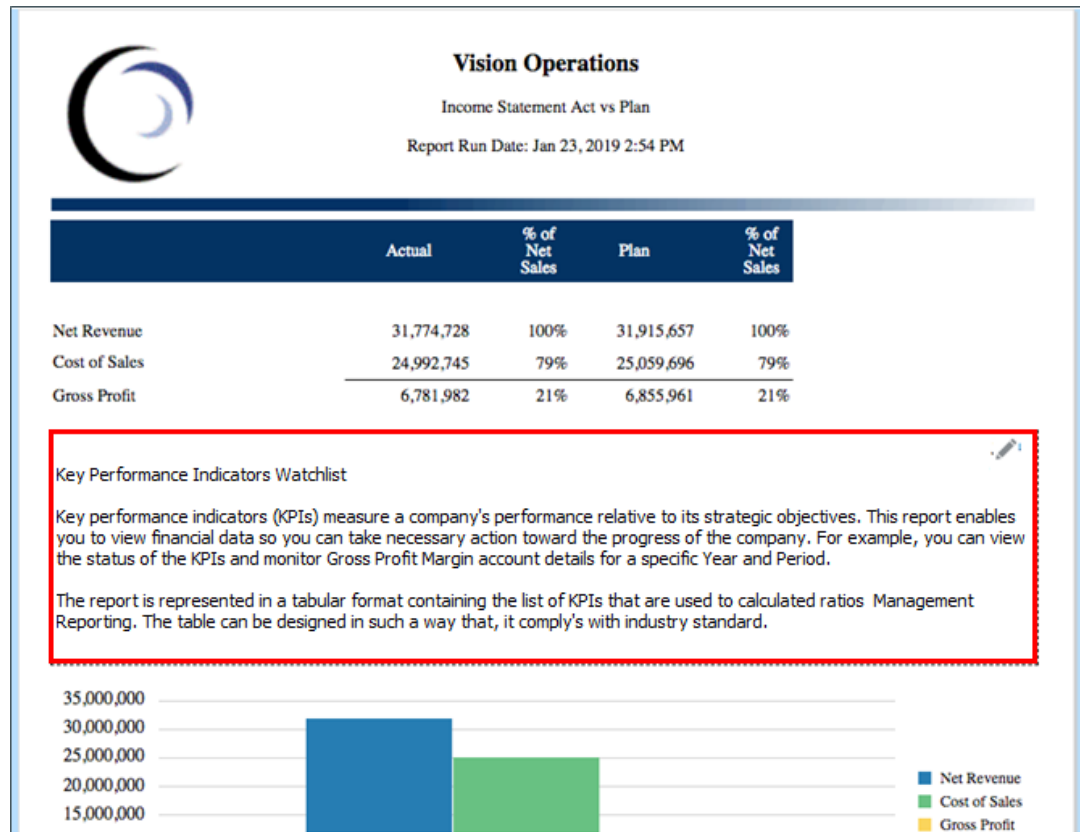 Vision Operations
Income Statement Act vs Plan
Report Run Date: Jan 23, 2019 2:54 PM
Actual % of Net Sales Plan % of Net Sales
Net Revenue 31,774,728 100% 31,915,657 100%
Cost of Sales 24,992,745 79% 25,059,696 79%
Gross Profit 6,781,982 21% 6,855,961 21%
Key Performance Indicators Watchlist
Key performance indicators (KPIs) measure a company's performance relative to its strategic objectives. This report enables
you to view financial data so you can take necessary action toward the progress of the company. For example, you can view
the status of the KPIs and monitor Gross Profit Margin account details for a specific Year and Period.
The report is represented in a tabular format containing the list of KPIs that are used to calculated ratios  Management
Reporting. The table can be designed in such a way that, it comply's with industry standard.
35,000,000
30,000,000
25,000,000
20,000,000
15,000,000
Net Revenue
Cost of Sales
Gross Profit